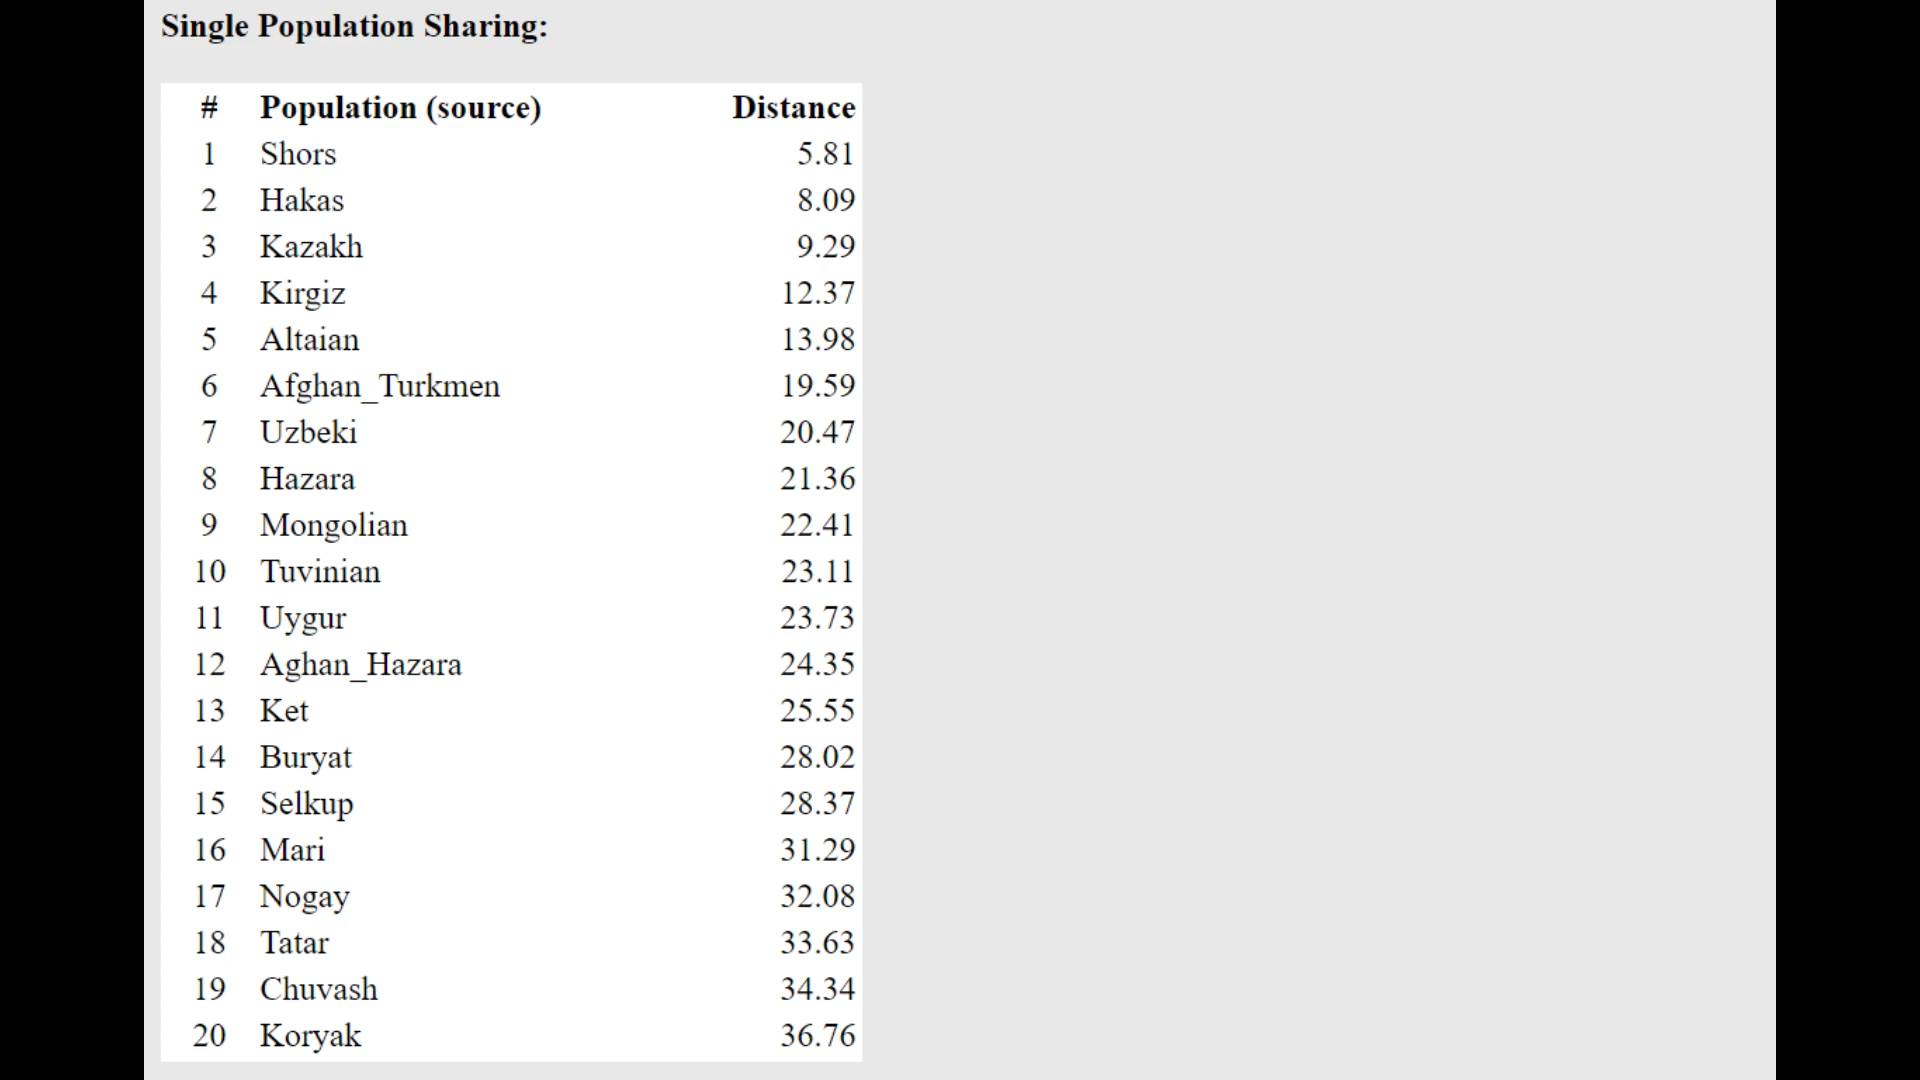 Single Population Sharing:
# Population (source) Distance
1 Shors 5.81
2 Hakas 8.09
3 Kazakh 9.29
4 Kirgiz 12.37
5 Altaian 13.98
6 Afghan_Turkmen 19.59
7 Uzbeki 20.47
8 Hazara 21.36
9 Mongolian 22.41
10 Tuvinian 23.11
11 Uygur 23.73
12 Aghan_Hazara 24.35
13 Ket 25.55
14 Buryat 28.02
15 Selkup 28.37
16 Mari 31.29
17 Nogay 32.08
18 Tatar 33.63
19 Chuvash 34.34
20 Koryak 36.76